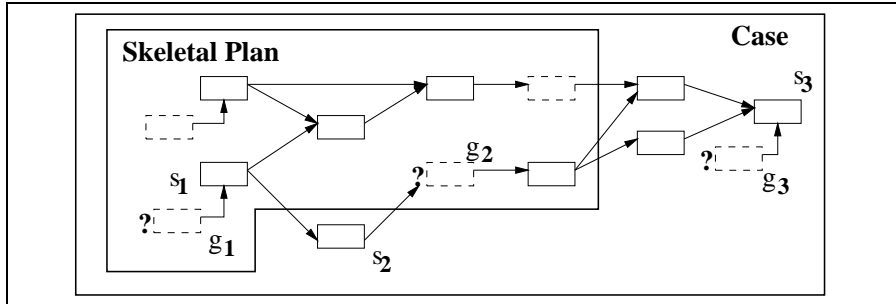 Skeletal Plan
Case
s3
g2
s1
?
?
g3
?
g1
s2